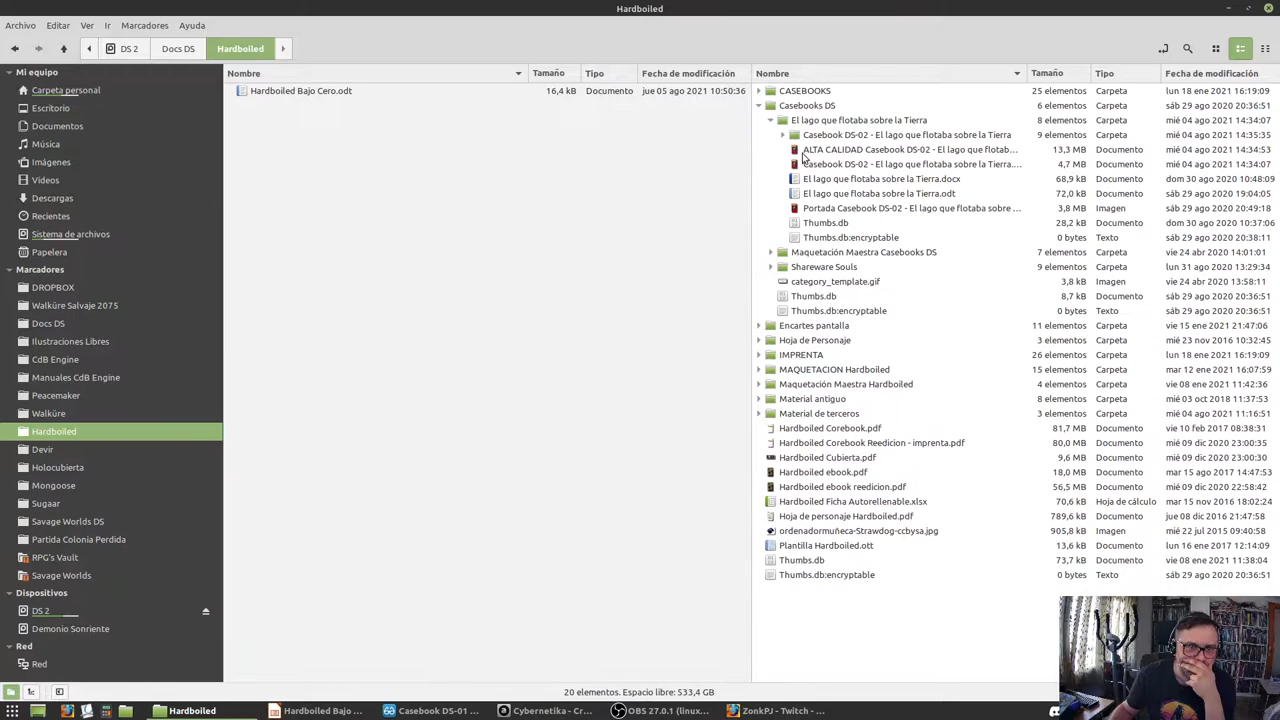 Hardboiled
Archivo Editar Ver Ir Marcadores Ayuda
DS 2 Docs DS Hardboiled
Mi equipo
Carpeta personal
Escritorio
Documentos
Música
Imágenes
Vídeos
Descargas
Recientes
Sistema de archivos
Papelera
Marcadores
DROPBOX
Walküre Salvaje 2075
Docs DS
Ilustraciones Libres
CdB Engine
Manuales CdB Engine
Peacemaker
Walküre
Hardboiled
Devir
Holocubierta
Mongoose
Sugaar
Savage Worlds DS
Partida Colonia Perdida
RPG's Vault
Savage Worlds
Dispositivos
DS 2
Demonio Sonriente
Red
Red
Nombre Tamaño Tipo Fecha de modificación
Hardboiled Bajo Cero.odt 16,4 kB Documento jue 05 ago 2021 10:50:36
Nombre Tamaño Tipo Fecha de modificación
CASEBOOKS 25 elementos Carpeta lun 18 ene 2021 16:19:09
Casebooks DS 6 elementos Carpeta sáb 29 ago 2020 20:36:51
El lago que flotaba sobre la Tierra 8 elementos Carpeta mié 04 ago 2021 14:34:07
Casebook DS-02 - El lago que flotaba sobre la Tierra 9 elementos Carpeta mié 04 ago 2021 14:35:35
ALTA CALIDAD Casebook DS-02 - El lago que flotab... 13,3 MB Documento mié 04 ago 2021 14:34:53
Casebook DS-02 - El lago que flotaba sobre la Tierra.... 4,7 MB Documento mié 04 ago 2021 14:34:07
El lago que flotaba sobre la Tierra.docx 68,9 kB Documento dom 30 ago 2020 10:48:09
El lago que flotaba sobre la Tierra.odt 72,0 kB Documento sáb 29 ago 2020 19:04:05
Portada Casebook DS-02 - El lago que flotaba sobre ... 3,8 MB Imagen sáb 29 ago 2020 20:49:18
Thumbs.db 28,2 kB Documento dom 30 ago 2020 10:37:06
Thumbs.db:encryptable 0 bytes Texto sáb 29 ago 2020 20:38:11
Maquetación Maestra Casebooks DS 7 elementos Carpeta vie 24 abr 2020 14:01:01
Shareware Souls 9 elementos Carpeta lun 31 ago 2020 13:29:34
category_template.gif 3,8 kB Imagen vie 24 abr 2020 13:58:11
Thumbs.db 8,7 kB Documento sáb 29 ago 2020 20:36:51
Thumbs.db:encryptable 0 bytes Texto sáb 29 ago 2020 20:36:51
Encartes pantalla 11 elementos Carpeta vie 15 ene 2021 21:47:06
Hoja de Personaje 3 elementos Carpeta mié 23 nov 2016 10:32:45
IMPRENTA 26 elementos Carpeta lun 18 ene 2021 16:19:09
MAQUETACION Hardboiled 15 elementos Carpeta mar 12 ene 2021 16:07:59
Maquetación Maestra Hardboiled 4 elementos Carpeta vie 08 ene 2021 11:42:36
Material antiguo 8 elementos Carpeta mié 03 oct 2018 11:37:53
Material de terceros 3 elementos Carpeta mié 04 ago 2021 11:16:51
Hardboiled Corebook.pdf 81,7 MB Documento vie 10 feb 2017 08:38:31
Hardboiled Corebook Reedicion - imprenta.pdf 80,0 MB Documento mié 09 dic 2020 23:00:35
Hardboiled Cubierta.pdf 9,6 MB Documento mié 09 dic 2020 23:00:30
Hardboiled ebook.pdf 18,0 MB Documento mar 15 ago 2017 14:47:53
Hardboiled ebook reedicion.pdf 56,5 MB Documento mié 09 dic 2020 22:58:42
Hardboiled Ficha Autorellenable.xlsx 70,6 kB Hoja de cálculo mar 15 nov 2016 18:02:24
Hoja de personaje Hardboiled.pdf 789,6 kB Documento jue 08 dic 2016 21:47:58
ordenadormuñeca-Strawdog-ccbysa.jpg 905,8 kB Imagen mié 22 jul 2015 09:40:58
Plantilla Hardboiled.ott 13,6 kB Documento lun 16 ene 2017 12:14:09
Thumbs.db 73,7 kB Documento vie 08 ene 2021 11:38:04
Thumbs.db:encryptable 0 bytes Texto sáb 29 ago 2020 20:36:51
20 elementos. Espacio libre: 533,4 GB
Hardboiled Hardboiled Bajo ... Casebook DS-01 ... Cybernetika - Cr... OBS 27.0.1 (linux... ZonkPJ - Twitch - ...